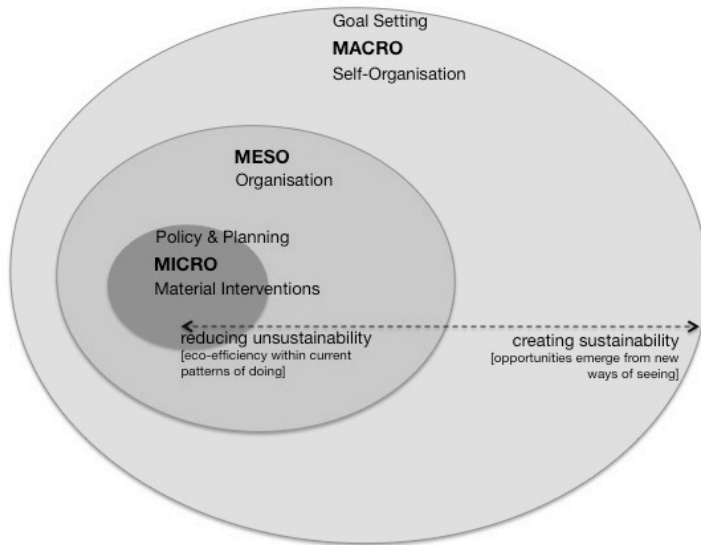 Goal Setting
MACRO
Self-Organisation
MESO
Organisation
Policy & Planning
MICRO
Material Interventions
reducing unsustainability
[eco-efficiency within current
patterns of doing]
creating sustainability
[opportunities emerge from new
ways of seeing]